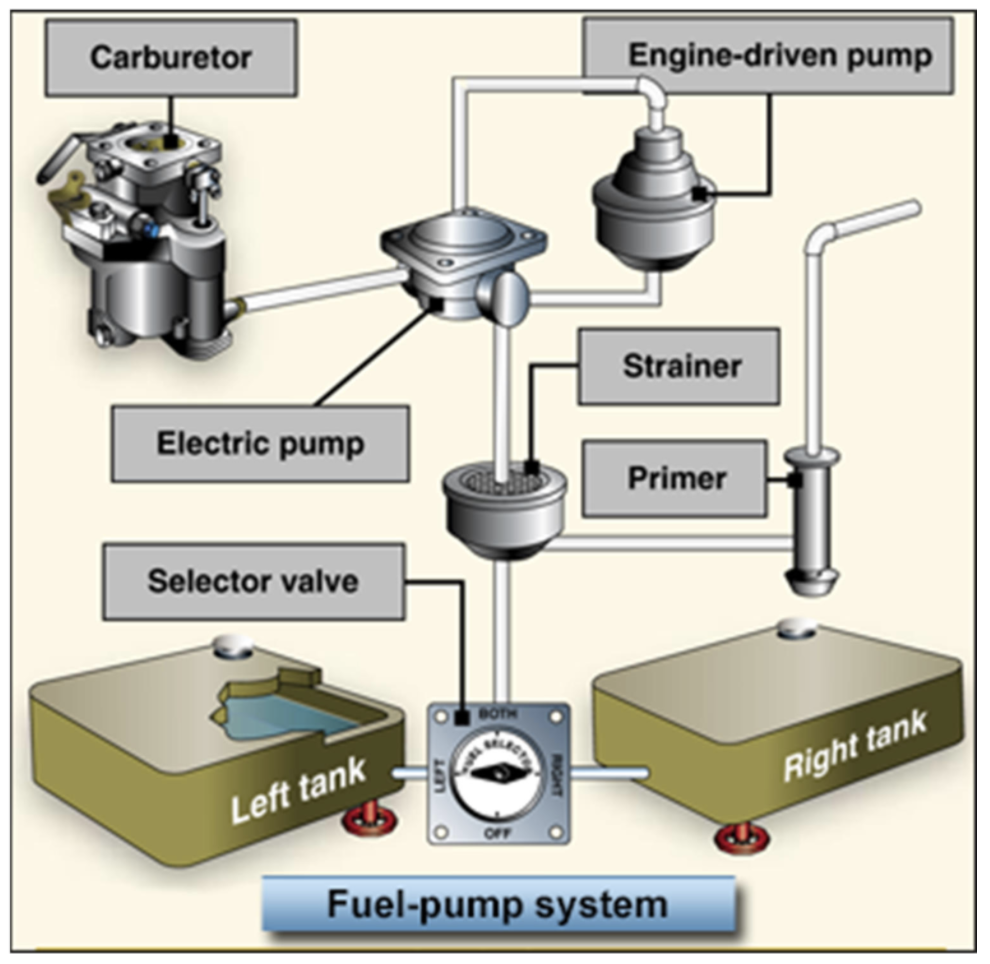 Carburetor
Engine-driven pump
Strainer
Electric pump
Primer
Selector valve
BOTH
FUEL SELECTOR
LEFT
RIGHT
OFF
Left tank
Right tank
Fuel-pump system